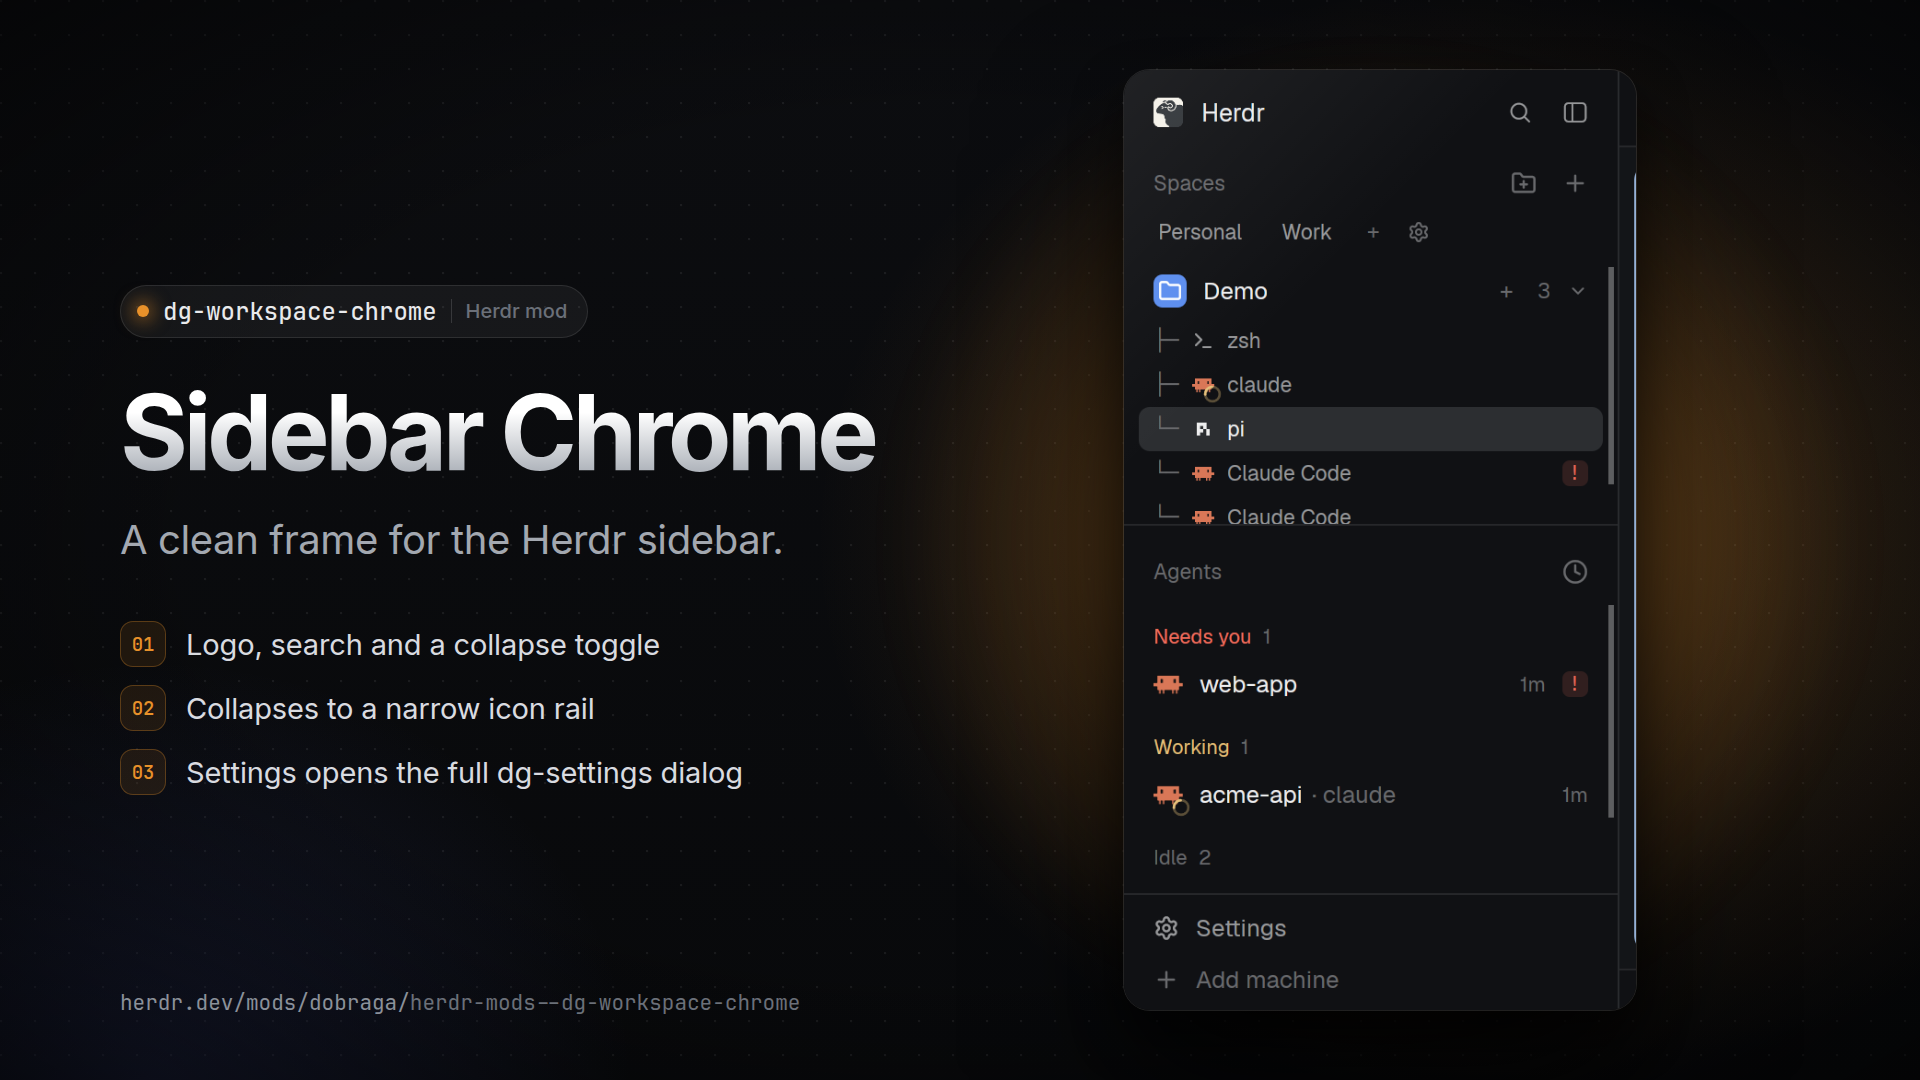 dg-workspace-chrome Herdr mod
Sidebar Chrome
A clean frame for the Herdr sidebar.
01 Logo, search and a collapse toggle
02 Collapses to a narrow icon rail
03 Settings opens the full dg-settings dialog
herdr.dev/mods/dobraga/herdr-mods--dg-workspace-chrome
Herdr
Spaces
Personal Work +
Demo + 3
zsh
claude
pi
Claude Code !
Claude Code
Agents
Needs you 1
web-app 1m !
Working 1
acme-api · claude 1m
Idle 2
Settings
+ Add machine